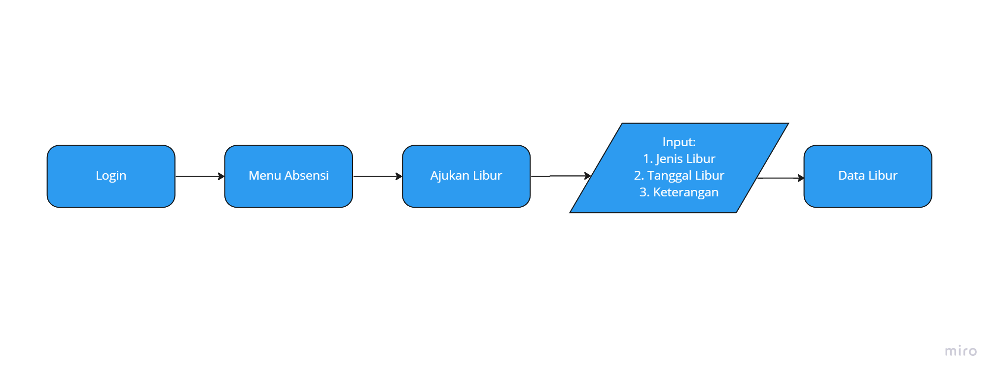 Login
Menu Absensi
Ajukan Libur
Input:
1. Jenis Libur
2. Tanggal Libur
3. Keterangan
Data Libur
miro